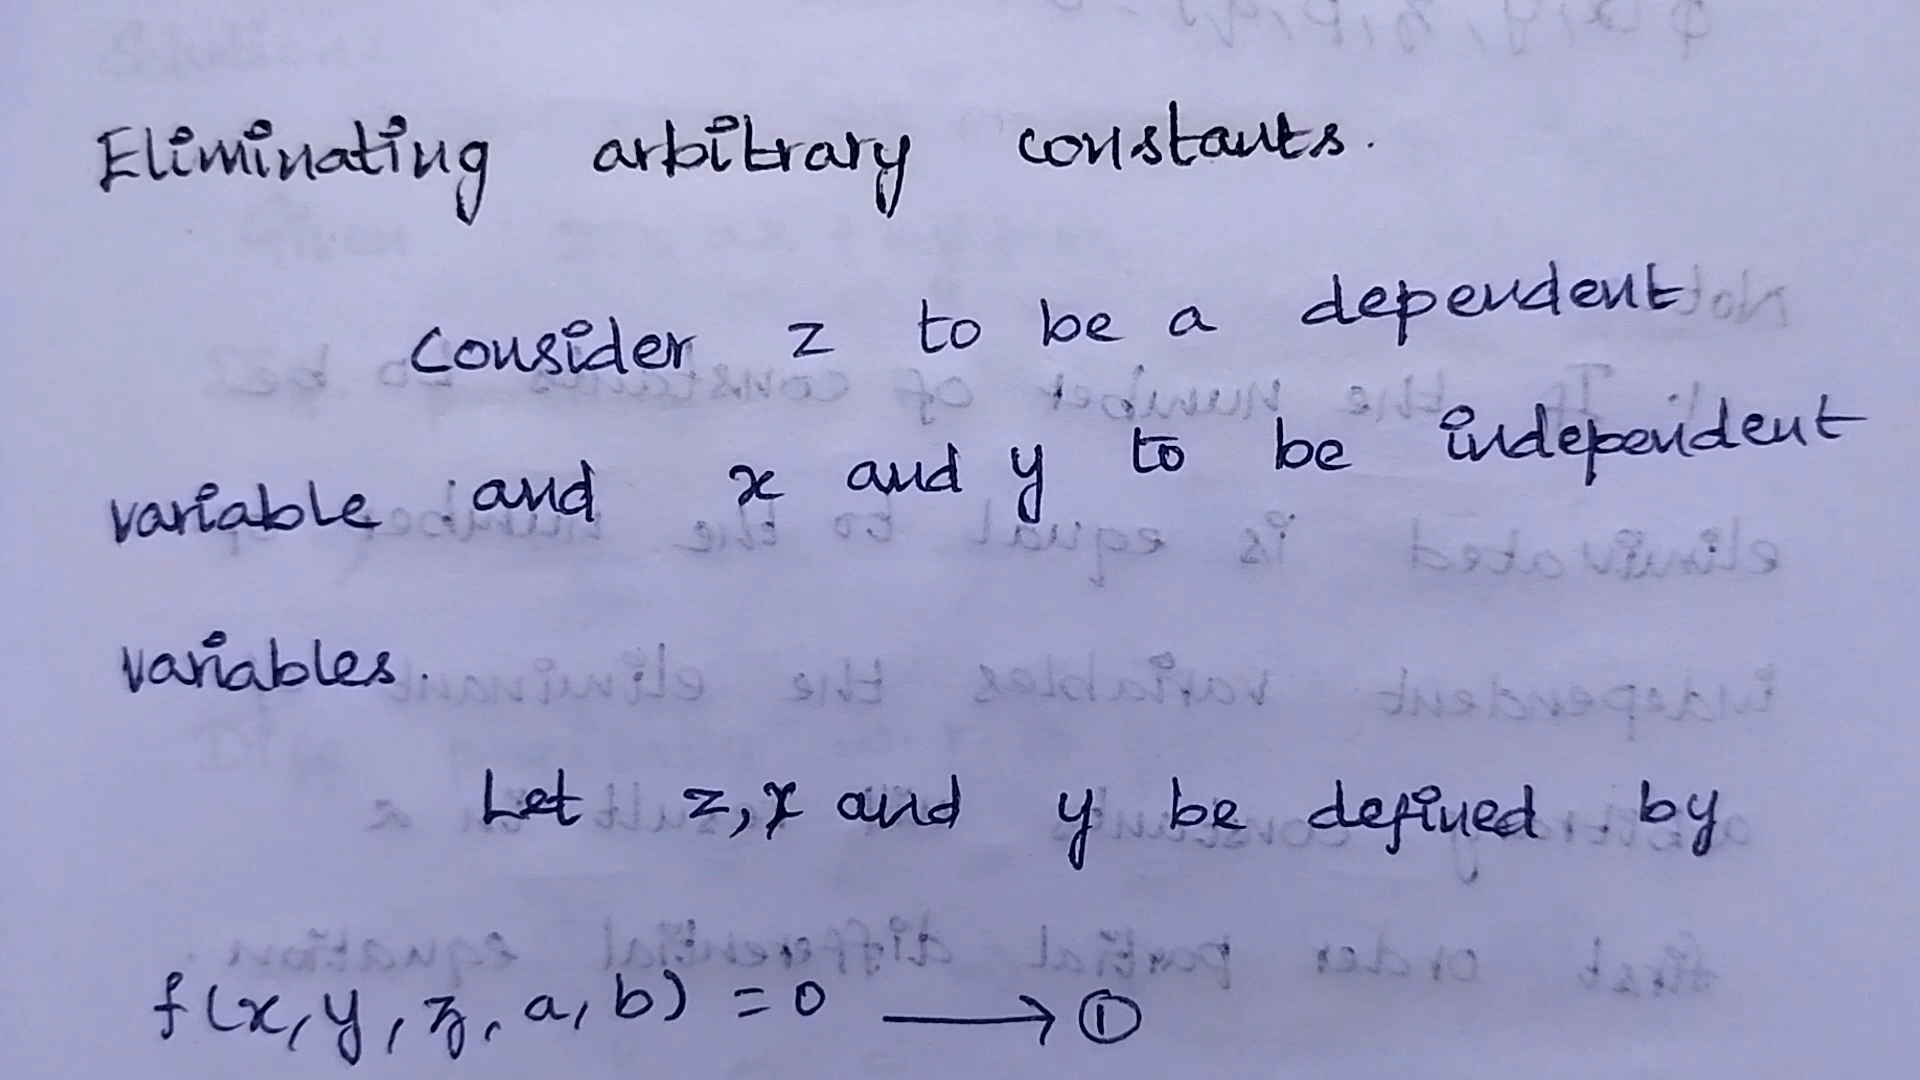 Eliminating arbitrary constants.
Consider z to be a dependent
variable and x and y to be independent
variables.
Let z, x and y be defined by
f(x, y, z, a, b) = 0 ⟶ ①